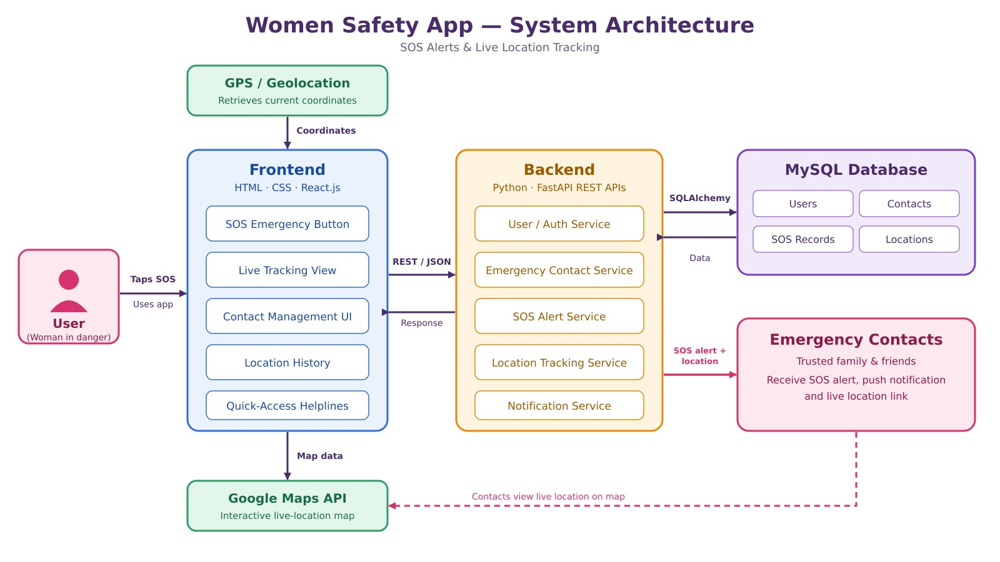 Women Safety App — System Architecture
SOS Alerts & Live Location Tracking
GPS / Geolocation
Retrieves current coordinates
Coordinates
Frontend
HTML · CSS · React.js
SOS Emergency Button
Live Tracking View
Contact Management UI
Location History
Quick-Access Helplines
Backend
Python · FastAPI REST APIs
User / Auth Service
Emergency Contact Service
SOS Alert Service
Location Tracking Service
Notification Service
MySQL Database
Users
Contacts
SOS Records
Locations
SQLAlchemy
Data
User
(Woman in danger)
Taps SOS
Uses app
REST / JSON
Response
SOS alert +
location
Emergency Contacts
Trusted family & friends
Receive SOS alert, push notification
and live location link
Map data
Google Maps API
Interactive live-location map
Contacts view live location on map